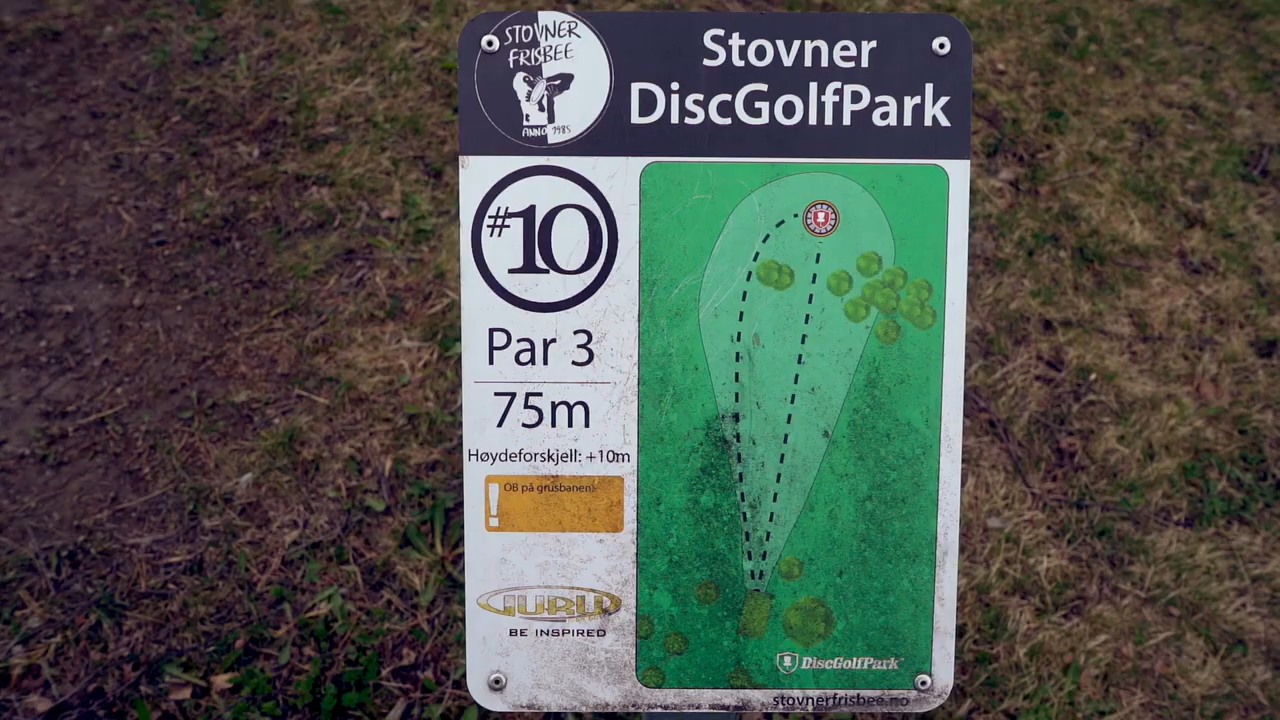 STOVNER
FRISBEE
ANNO 1985
Stovner
DiscGolfPark
#10
Par 3
75m
Høydeforskjell: +10m
! OB på grusbanen.
GURU
BE INSPIRED
DiscGolfPark™
stovnerfrisbee.no